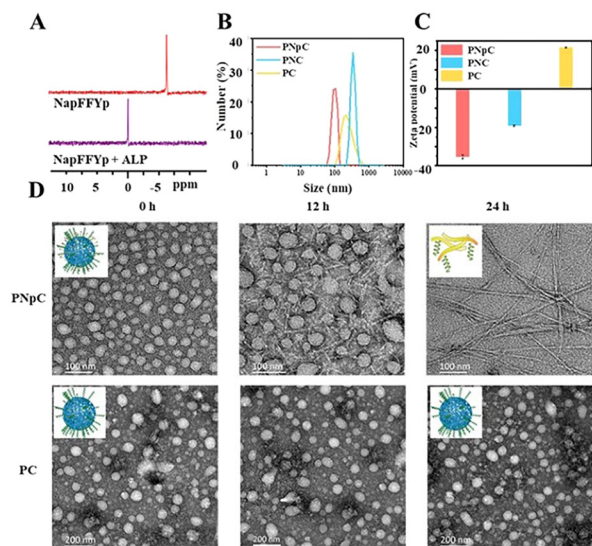 A
NapFFYp
NapFFYp + ALP
10 5 0 -5 ppm
B
Number (%)
40
30
20
10
0
PNpC
PNC
PC
1 10 100 1000 10000
Size (nm)
C
Zeta potential (mV)
20
0
−20
−40
PNpC
PNC
PC
D
0 h 12 h 24 h
PNpC
100 nm 100 nm 100 nm
PC
200 nm 200 nm 200 nm